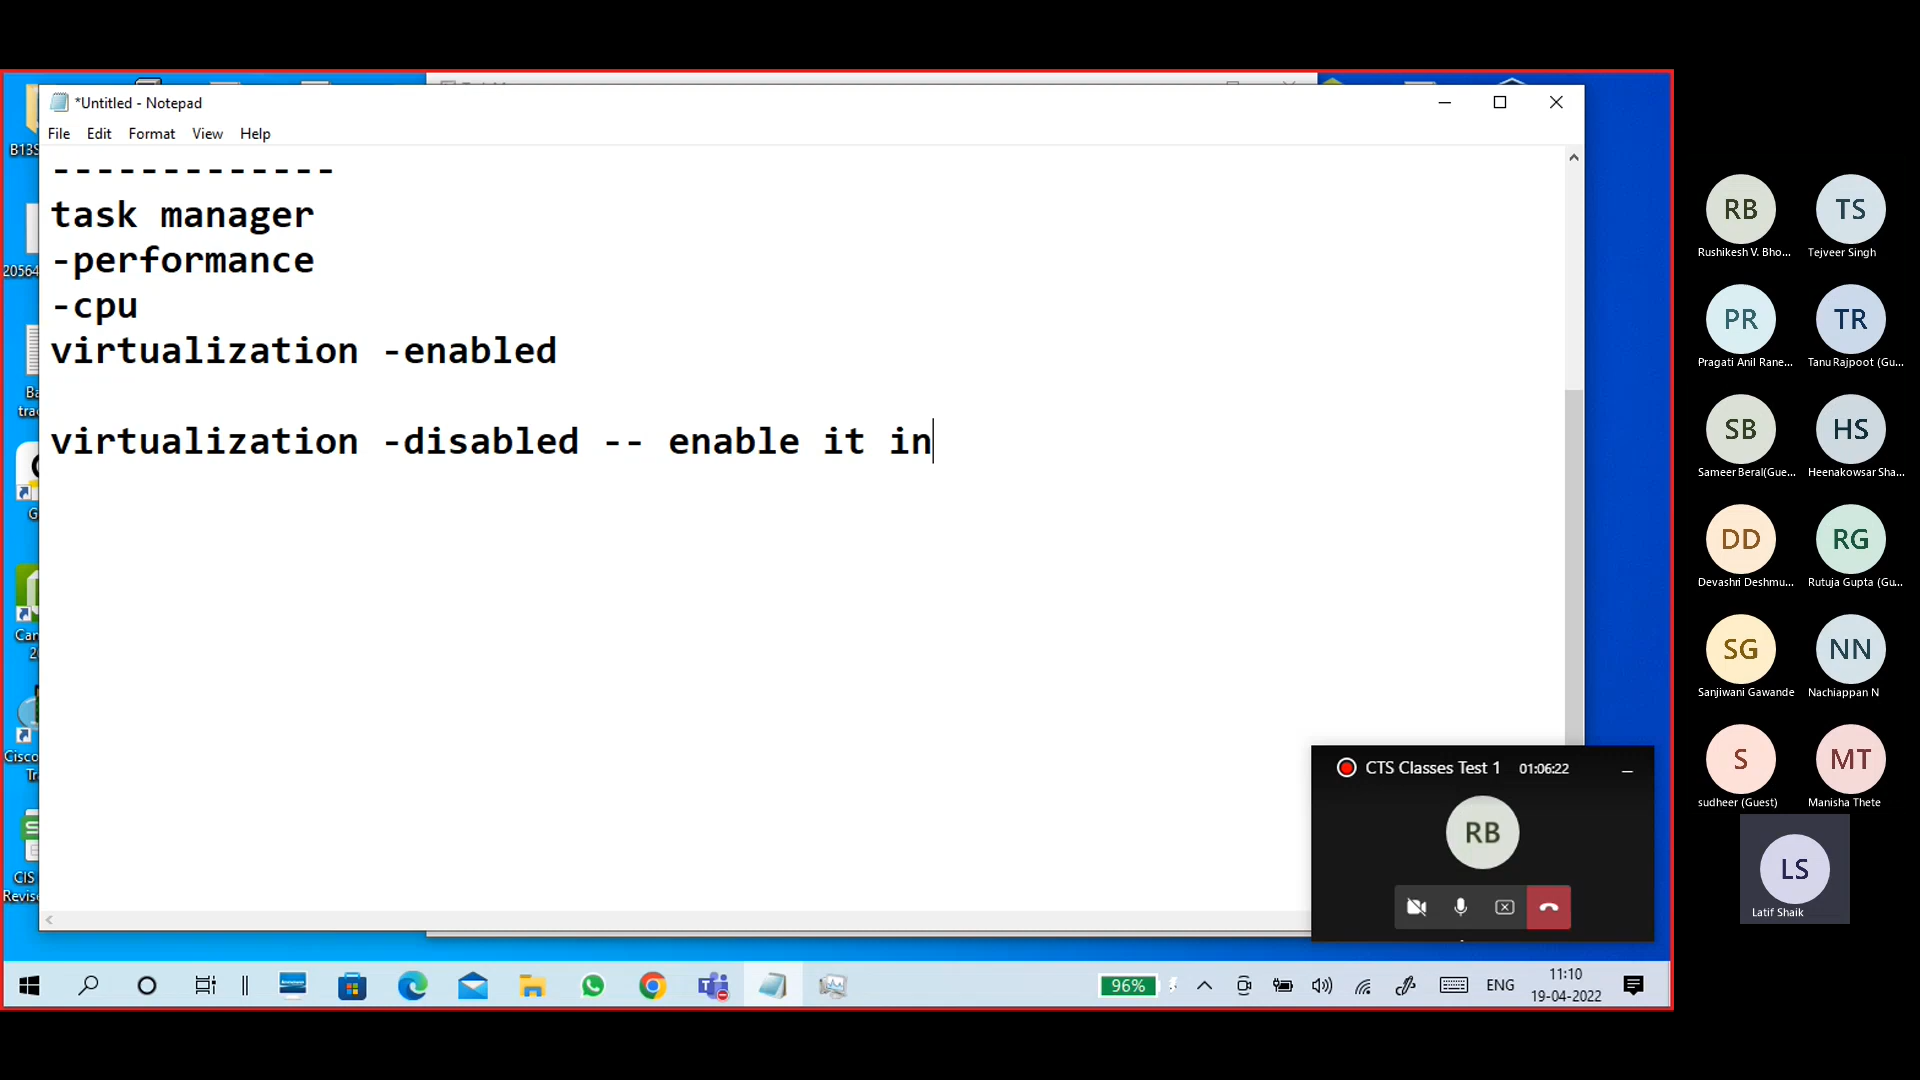 *Untitled - Notepad
File Edit Format View Help
-------------
task manager
-performance
-cpu
virtualization -enabled
virtualization -disabled -- enable it in
CTS Classes Test 1 01:06:22
RB
RB
Rushikesh V. Bho...
TS
Tejveer Singh
PR
Pragati Anil Rane...
TR
Tanu Rajpoot (Gu...
SB
Sameer Beral(Gue...
HS
Heenakowsar Sha...
DD
Devashri Deshmu...
RG
Rutuja Gupta (Gu...
SG
Sanjiwani Gawande
NN
Nachiappan N
S
sudheer (Guest)
MT
Manisha Thete
LS
Latif Shaik
96%
ENG
11:10
19-04-2022